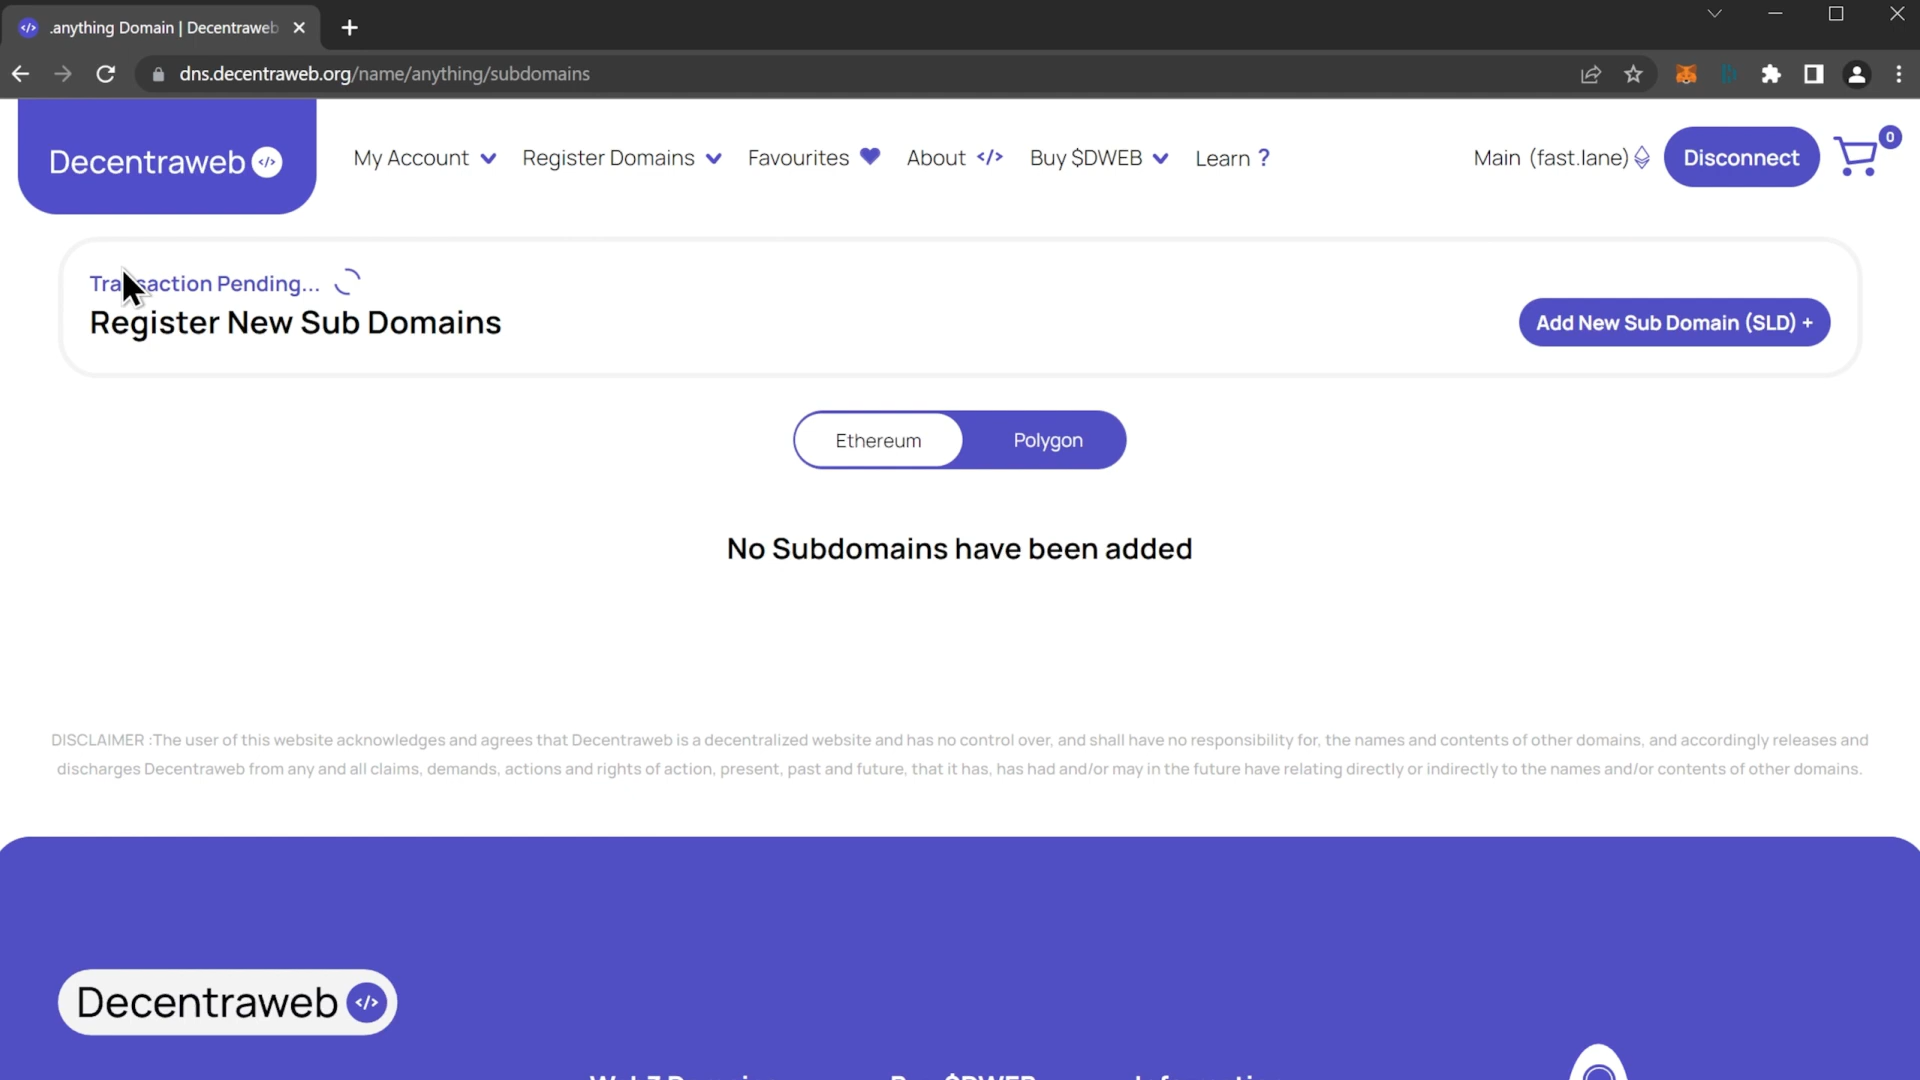 .anything Domain | Decentraweb
dns.decentraweb.org/name/anything/subdomains
Decentraweb </>
My Account
Register Domains
Favourites
About </>
Buy $DWEB
Learn ?
Main (fast.lane)
Disconnect
0
Transaction Pending...
Register New Sub Domains
Add New Sub Domain (SLD) +
Ethereum
Polygon
No Subdomains have been added
DISCLAIMER :The user of this website acknowledges and agrees that Decentraweb is a decentralized website and has no control over, and shall have no responsibility for, the names and contents of other domains, and accordingly releases and
discharges Decentraweb from any and all claims, demands, actions and rights of action, present, past and future, that it has, has had and/or may in the future have relating directly or indirectly to the names and/or contents of other domains.
Decentraweb </>